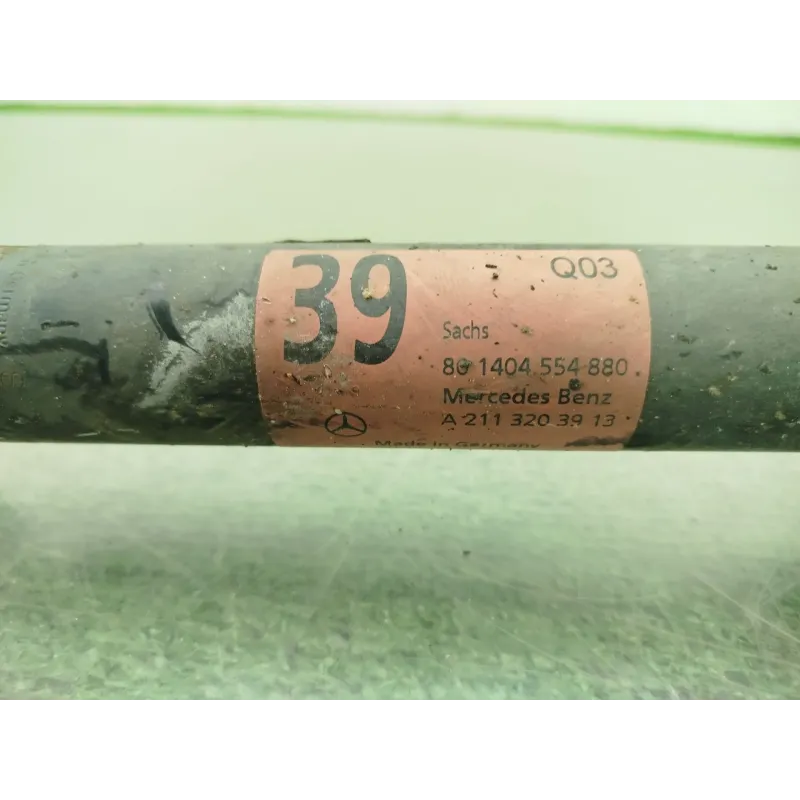 39
Q03
Sachs
80 1404 554 880
Mercedes Benz
A 211 320 39 13
Made in Germany